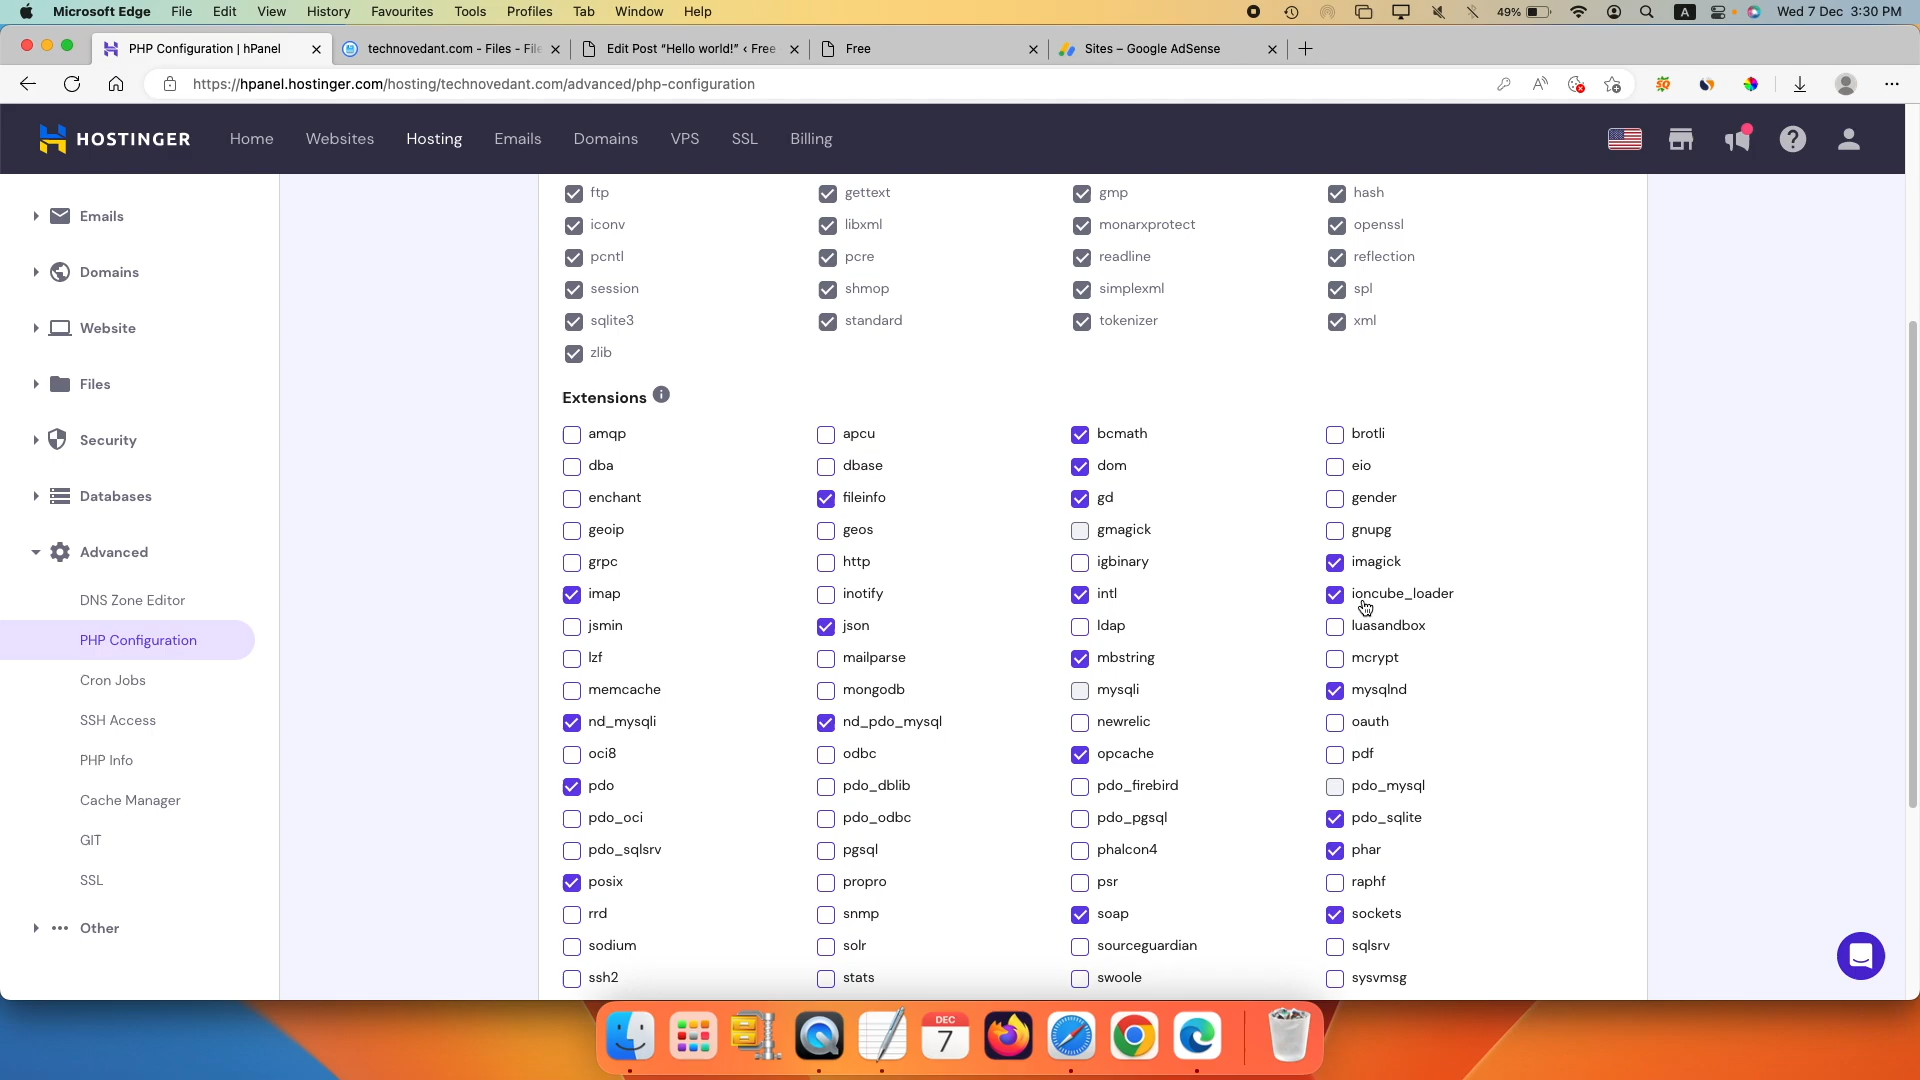 Microsoft Edge File Edit View History Favourites Tools Profiles Tab Window Help 49% A Wed 7 Dec 3:30 PM
PHP Configuration | hPanel technovedant.com - Files - File Edit Post “Hello world!” ‹ Free Free Sites – Google AdSense
https://hpanel.hostinger.com/hosting/technovedant.com/advanced/php-configuration
HOSTINGER Home Websites Hosting Emails Domains VPS SSL Billing
Emails
Domains
Website
Files
Security
Databases
Advanced
DNS Zone Editor
PHP Configuration
Cron Jobs
SSH Access
PHP Info
Cache Manager
GIT
SSL
Other
ftp gettext gmp hash
iconv libxml monarxprotect openssl
pcntl pcre readline reflection
session shmop simplexml spl
sqlite3 standard tokenizer xml
zlib
Extensions
amqp apcu bcmath brotli
dba dbase dom eio
enchant fileinfo gd gender
geoip geos gmagick gnupg
grpc http igbinary imagick
imap inotify intl ioncube_loader
jsmin json ldap luasandbox
lzf mailparse mbstring mcrypt
memcache mongodb mysqli mysqlnd
nd_mysqli nd_pdo_mysql newrelic oauth
oci8 odbc opcache pdf
pdo pdo_dblib pdo_firebird pdo_mysql
pdo_oci pdo_odbc pdo_pgsql pdo_sqlite
pdo_sqlsrv pgsql phalcon4 phar
posix propro psr raphf
rrd snmp soap sockets
sodium solr sourceguardian sqlsrv
ssh2 stats swoole sysvmsg
DEC
7